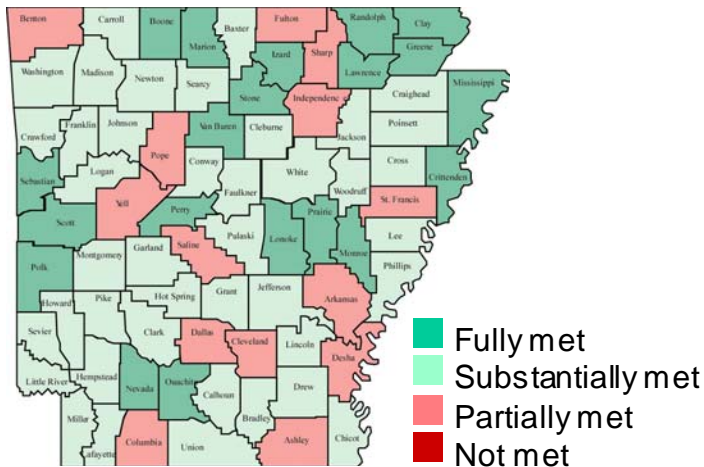 Benton Carroll Boone Marion Baxter Fulton Randolph Clay
Izard Sharp Lawrence Greene
Washington Madison Newton Searcy Stone Independenc e Craighead Mississippi
Crawford Franklin Johnson Van Buren Cleburne Jackson Poinsett
Pope Conway White Cross Crittenden
Sebastian Logan Faulkner Woodruff St. Francis
Yell Perry Prairie Lee
Scott Saline Pulaski Lonoke Monroe Phillips
Montgomery Garland
Polk Hot Spring Grant Jefferson Arkansas
Howard Pike
Sevier Clark Dallas Cleveland Lincoln Desha
Little River Hempstead Nevada Ouachit Calhoun Drew
Miller Bradley
Lafayette Columbia Union Ashley Chicot
Fully met
Substantially met
Partially met
Not met